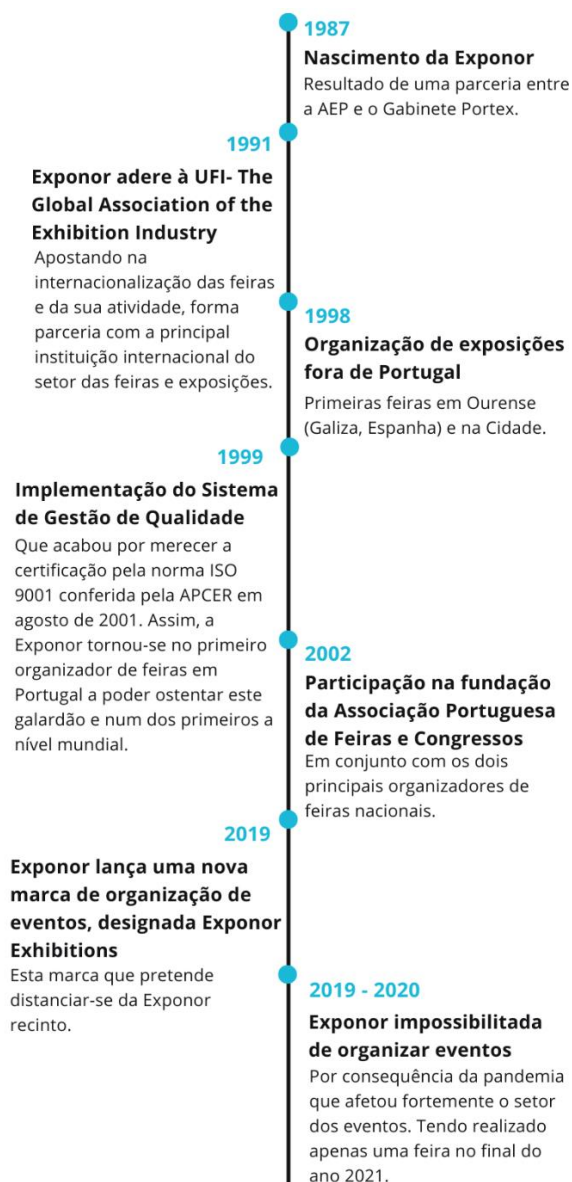 1987
Nascimento da Exponor
Resultado de uma parceria entre
a AEP e o Gabinete Portex.
1991
Exponor adere à UFI- The
Global Association of the
Exhibition Industry
Apostando na
internacionalização das feiras
e da sua atividade, forma
parceria com a principal
instituição internacional do
setor das feiras e exposições.
1998
Organização de exposições
fora de Portugal
Primeiras feiras em Ourense
(Galiza, Espanha) e na Cidade.
1999
Implementação do Sistema
de Gestão de Qualidade
Que acabou por merecer a
certificação pela norma ISO
9001 conferida pela APCER em
agosto de 2001. Assim, a
Exponor tornou-se no primeiro
organizador de feiras em
Portugal a poder ostentar este
galardão e num dos primeiros a
nível mundial.
2002
Participação na fundação
da Associação Portuguesa
de Feiras e Congressos
Em conjunto com os dois
principais organizadores de
feiras nacionais.
2019
Exponor lança uma nova
marca de organização de
eventos, designada Exponor
Exhibitions
Esta marca que pretende
distanciar-se da Exponor
recinto.
2019 - 2020
Exponor impossibilitada
de organizar eventos
Por consequência da pandemia
que afetou fortemente o setor
dos eventos. Tendo realizado
apenas uma feira no final do
ano 2021.